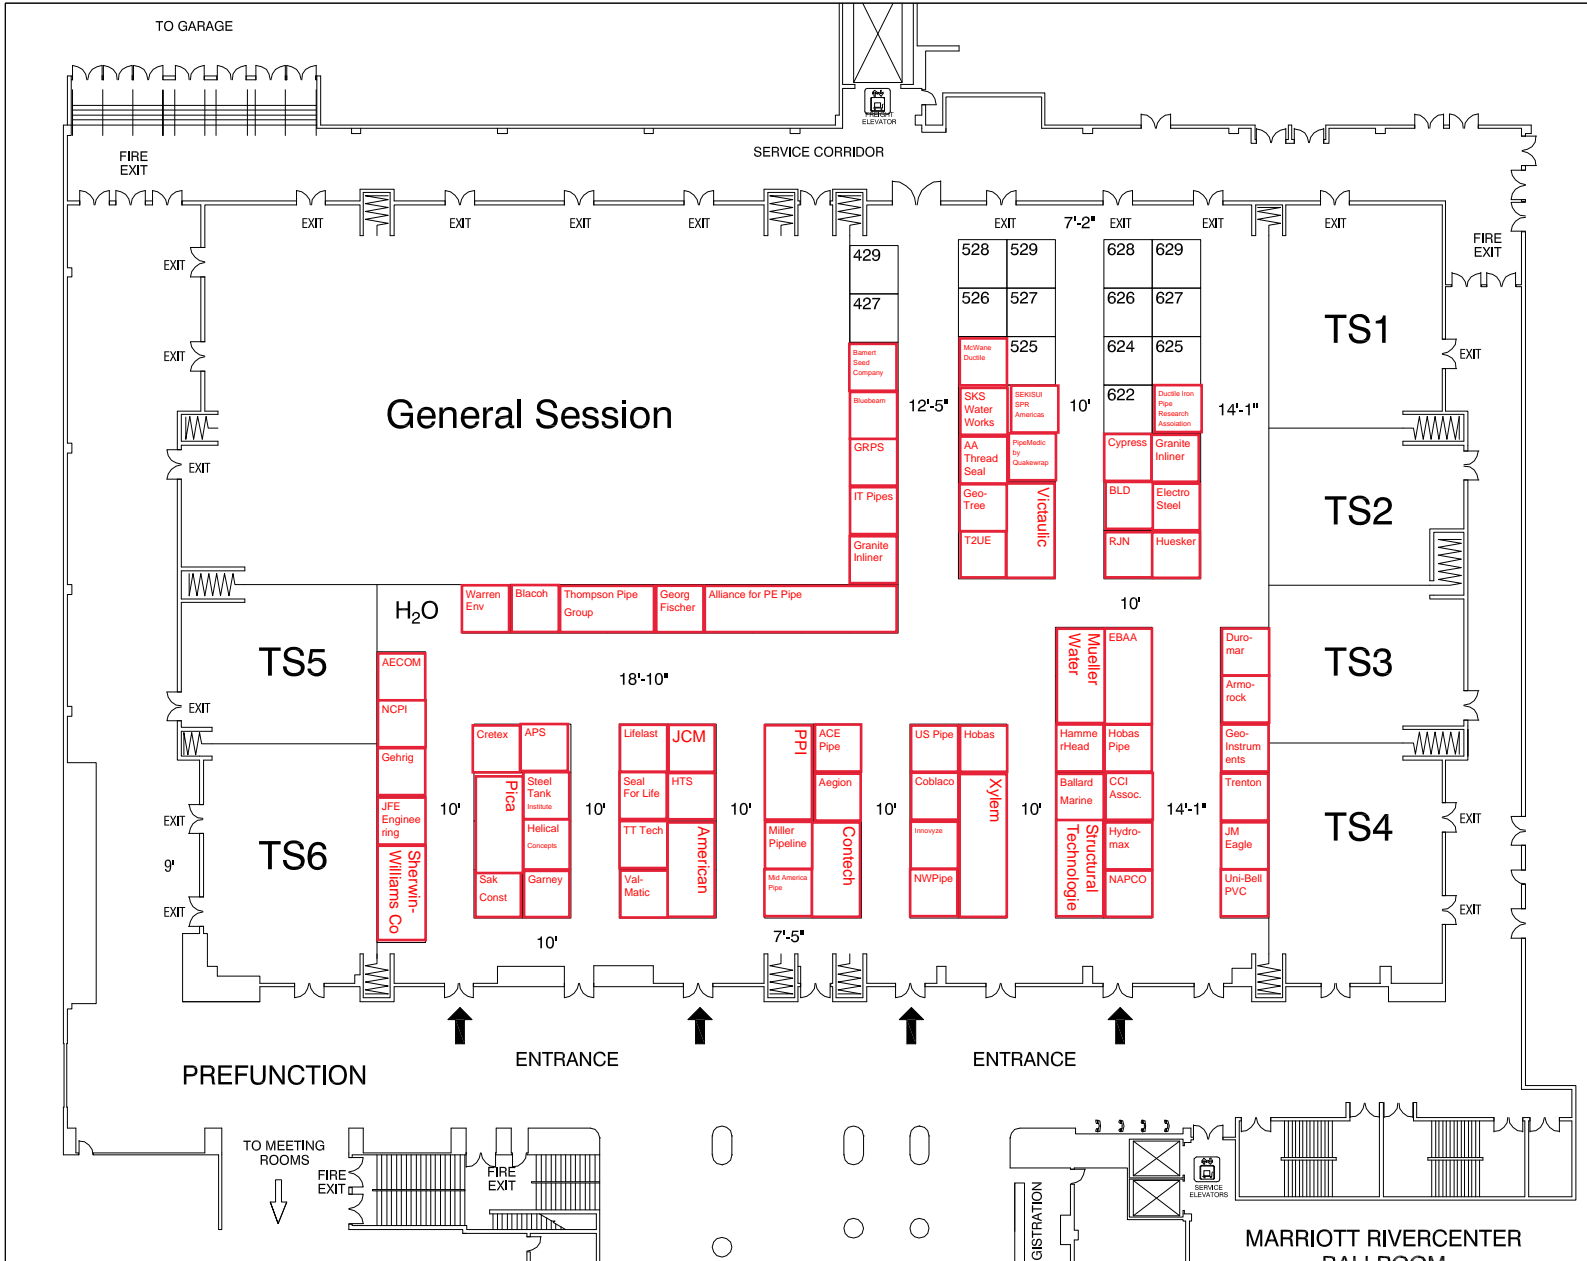 TO GARAGE
FREIGHT
ELEVATOR
SERVICE CORRIDOR
FIRE
EXIT
EXIT
EXIT
EXIT
EXIT
EXIT
7'-2"
EXIT
EXIT
EXIT
FIRE
EXIT
EXIT
EXIT
EXIT
EXIT
429
427
528 529
526 527
525
628 629
626 627
624 625
622
TS1
EXIT
General Session
Bamert
Seed
Company
Bluebeam
GRPS
IT Pipes
Granite
Inliner
12'-5"
McWane
Ductile
SKS
Water
Works
SEKISUI
SPR
Americas
AA
Thread
Seal
PipeMedic
by
Quakewrap
Geo-
Tree
Victaulic
T2UE
10'
Ductile Iron
Pipe
Research
Assoiation
Cypress
Granite
Inliner
BLD
Electro
Steel
RJN
Huesker
14'-1"
TS2
H2O
Warren
Env
Blacoh
Thompson Pipe
Group
Georg
Fischer
Alliance for PE Pipe
10'
TS5
EXIT
18'-10"
TS3
AECOM
NCPI
Gehrig
JFE
Enginee
ring
Sherwin-
Williams Co
TS6
EXIT
EXIT
9'
10'
Cretex
APS
Pica
Steel
Tank
Institute
Helical
Concepts
Sak
Const
Garney
10'
10'
Lifelast
JCM
Seal
For Life
HTS
TT Tech
American
Val-
Matic
10'
PPI
ACE
Pipe
Aegion
Miller
Pipeline
Contech
Mid America
Pipe
7'-5"
10'
US Pipe
Hobas
Coblaco
Xylem
Innovyze
NWPipe
10'
Mueller
Water
EBAA
Hamme
rHead
Hobas
Pipe
Ballard
Marine
CCI
Assoc.
Structural
Technologie
Hydro-
max
NAPCO
14'-1"
Duro-
mar
Armo-
rock
Geo-
Instrum
ents
Trenton
JM
Eagle
Uni-Bell
PVC
TS4
EXIT
EXIT
ENTRANCE
ENTRANCE
PREFUNCTION
TO MEETING
ROOMS
FIRE
EXIT
FIRE
EXIT
GISTRATION
SERVICE
ELEVATORS
MARRIOTT RIVERCENTER
BALLROOM